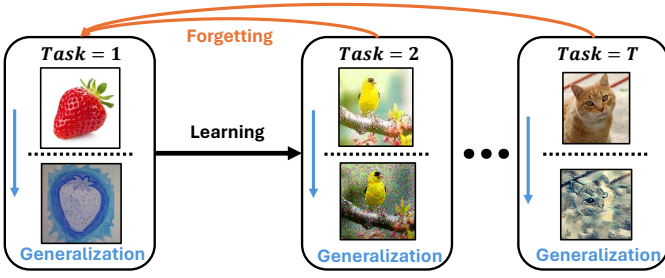 Forgetting
Task = 1
Task = 2
Task = T
Learning
Generalization
Generalization
Generalization